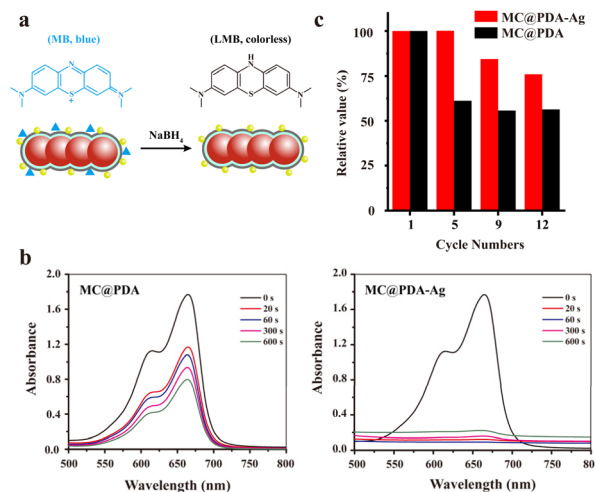 a
(MB, blue)
(LMB, colorless)
N
N
S
+
N
H
N
N
S
N
NaBH4
c
MC@PDA-Ag
MC@PDA
Relative value (%)
100
75
50
25
0
1 5 9 12
Cycle Numbers
b
MC@PDA
0 s
20 s
60 s
300 s
600 s
Absorbance
2.0
1.6
1.2
0.8
0.4
0.0
500 550 600 650 700 750 800
Wavelength (nm)
MC@PDA-Ag
0 s
20 s
60 s
300 s
600 s
Absorbance
2.0
1.6
1.2
0.8
0.4
0.0
500 550 600 650 700 750 800
Wavelength (nm)